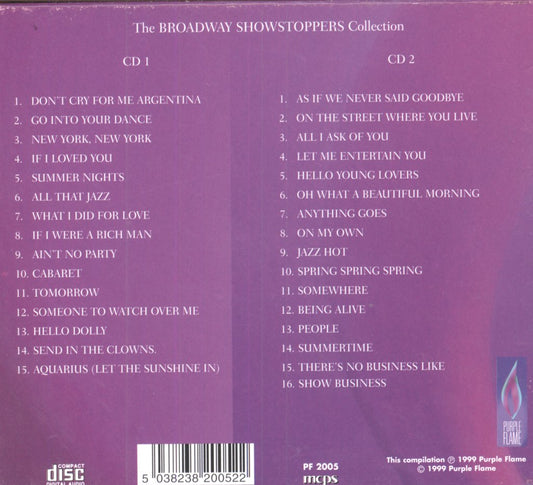 The BROADWAY SHOWSTOPPERS Collection
CD 1
1. DON'T CRY FOR ME ARGENTINA
2. GO INTO YOUR DANCE
3. NEW YORK, NEW YORK
4. IF I LOVED YOU
5. SUMMER NIGHTS
6. ALL THAT JAZZ
7. WHAT I DID FOR LOVE
8. IF I WERE A RICH MAN
9. AIN'T NO PARTY
10. CABARET
11. TOMORROW
12. SOMEONE TO WATCH OVER ME
13. HELLO DOLLY
14. SEND IN THE CLOWNS.
15. AQUARIUS (LET THE SUNSHINE IN)
CD 2
1. AS IF WE NEVER SAID GOODBYE
2. ON THE STREET WHERE YOU LIVE
3. ALL I ASK OF YOU
4. LET ME ENTERTAIN YOU
5. HELLO YOUNG LOVERS
6. OH WHAT A BEAUTIFUL MORNING
7. ANYTHING GOES
8. ON MY OWN
9. JAZZ HOT
10. SPRING SPRING SPRING
11. SOMEWHERE
12. BEING ALIVE
13. PEOPLE
14. SUMMERTIME
15. THERE'S NO BUSINESS LIKE
16. SHOW BUSINESS
PURPLE
FLAME
COMPACT
disc
DIGITAL AUDIO
5 038238 200522
PF 2005
mcps
This compilation ℗ 1999 Purple Flame
© 1999 Purple Flame